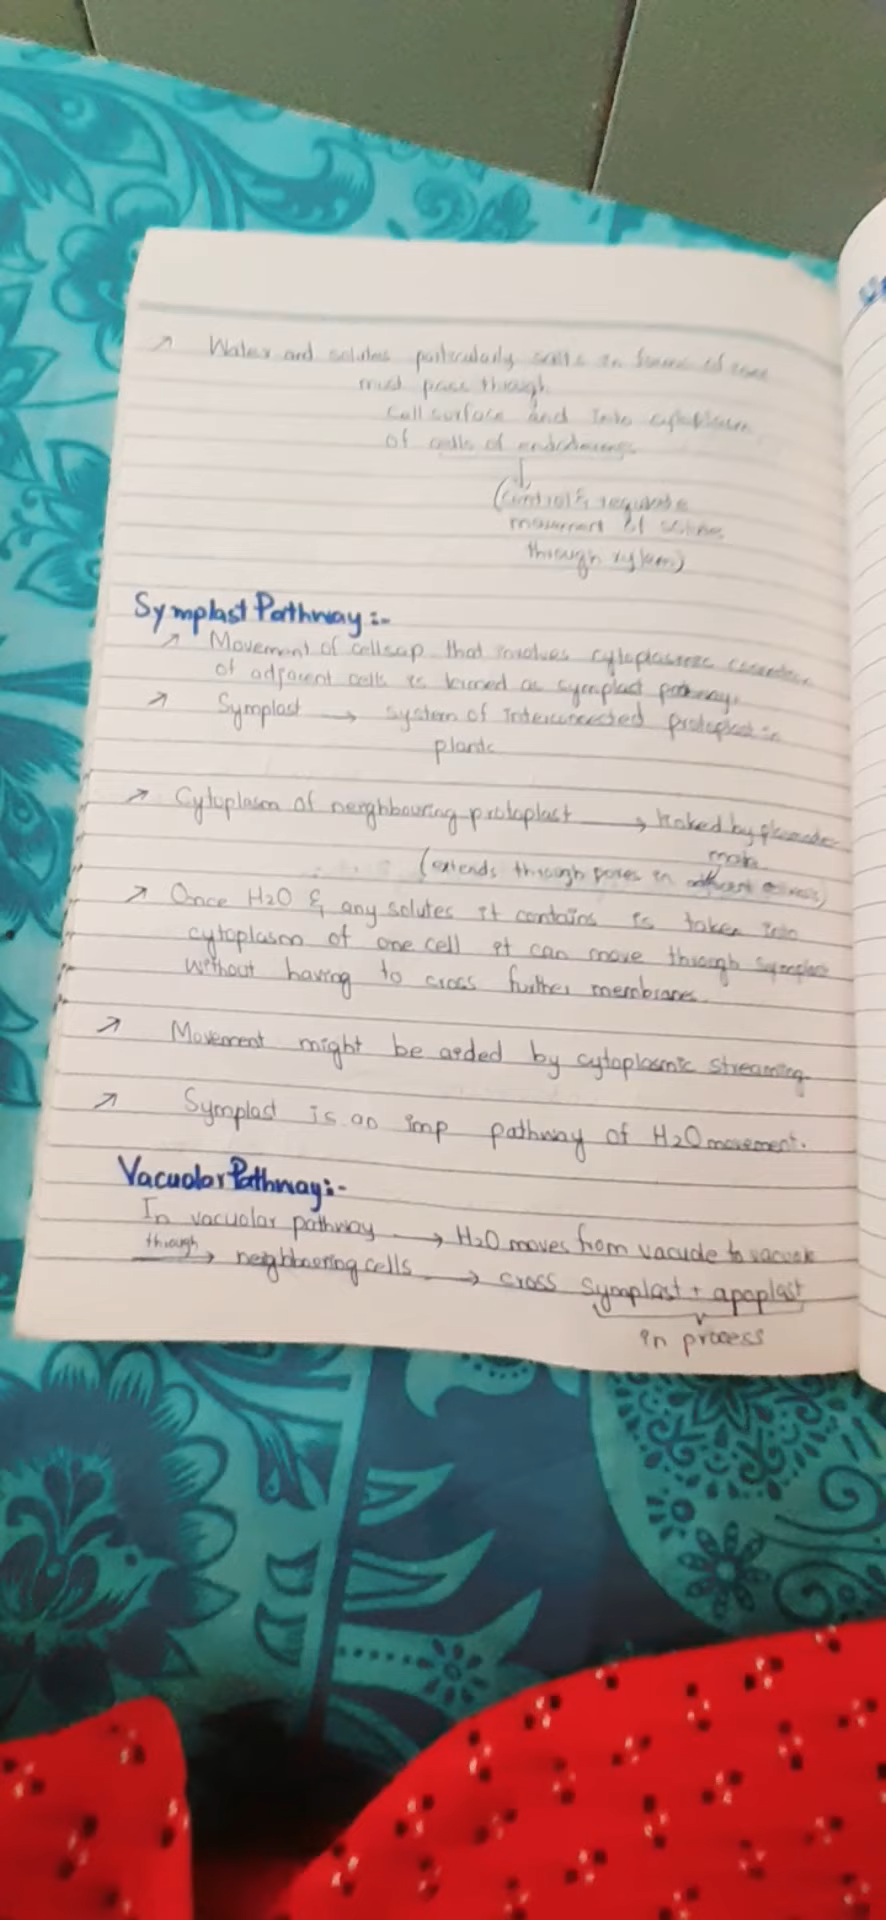 ↗ Water and solutes particularly salts in form of ions
must pass through
cell surface and into cytoplasm
of cells of endodermis
↓
(control & regulate
movement of solutes
through xylem)
Symplast Pathway:-
↗ Movement of cellsap that involves cytoplasmic
of adjacent cells is termed as symplast pathway.
↗ Symplast → system of interconnected protoplast in
plants
↗ Cytoplasm of neighbouring protoplast → linked by plasmodes-
mata
(extends through pores in
↗ Once H2O & any solutes it contains is taken into
cytoplasm of one cell it can move through symplast
without having to cross further membranes.
↗ Movement might be aided by cytoplasmic streaming.
↗ Symplast is an imp pathway of H2O movement.
Vacuolar Pathway:-
In vacuolar pathway → H2O moves from vacuole to vacuole
through → neighbouring cells → cross symplast + apoplast
in process